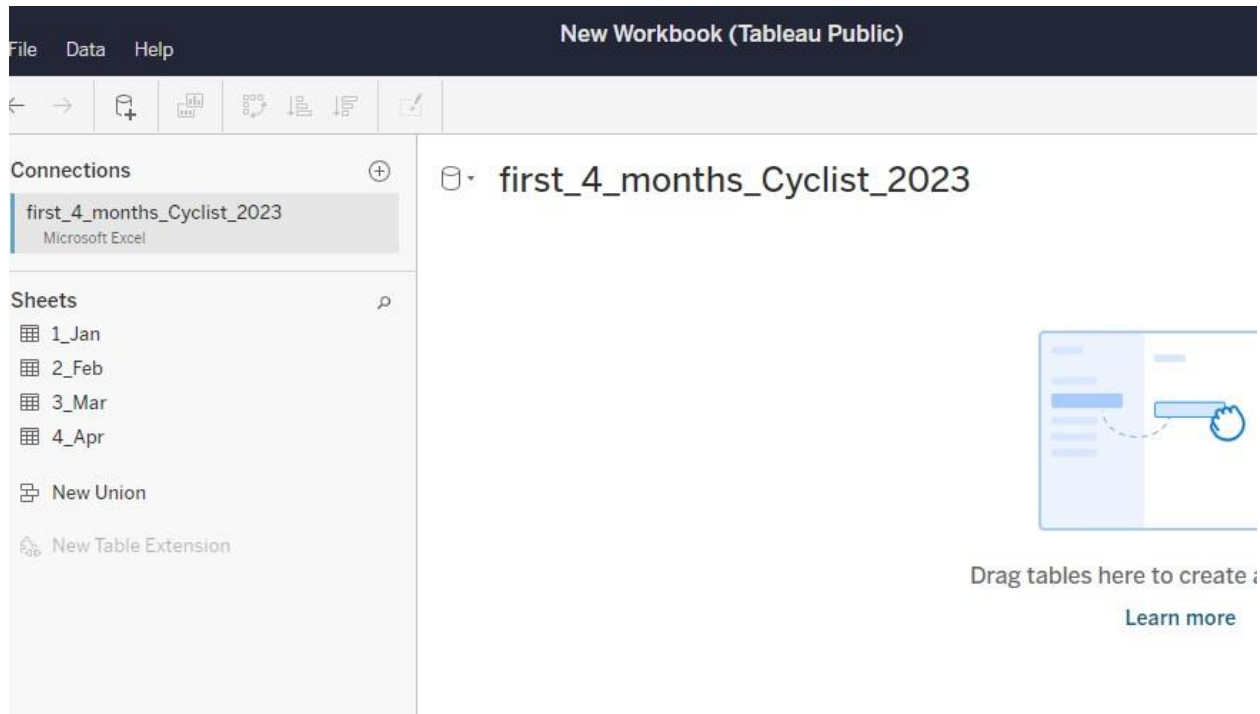 New Workbook (Tableau Public)
File Data Help
Connections
first_4_months_Cyclist_2023
Microsoft Excel
Sheets
1_Jan
2_Feb
3_Mar
4_Apr
New Union
New Table Extension
first_4_months_Cyclist_2023
Drag tables here to create a
Learn more